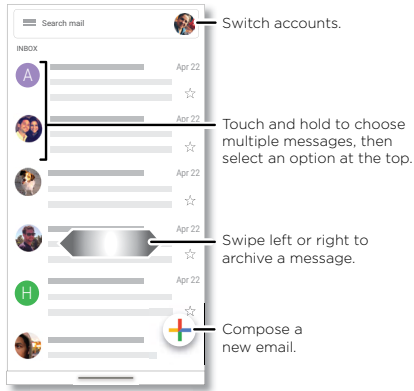 Search mail
Switch accounts.
INBOX
A
Apr 22
Apr 22
Touch and hold to choose
multiple messages, then
select an option at the top.
Apr 22
Apr 22
Swipe left or right to
archive a message.
H
Apr 22
Compose a
new email.